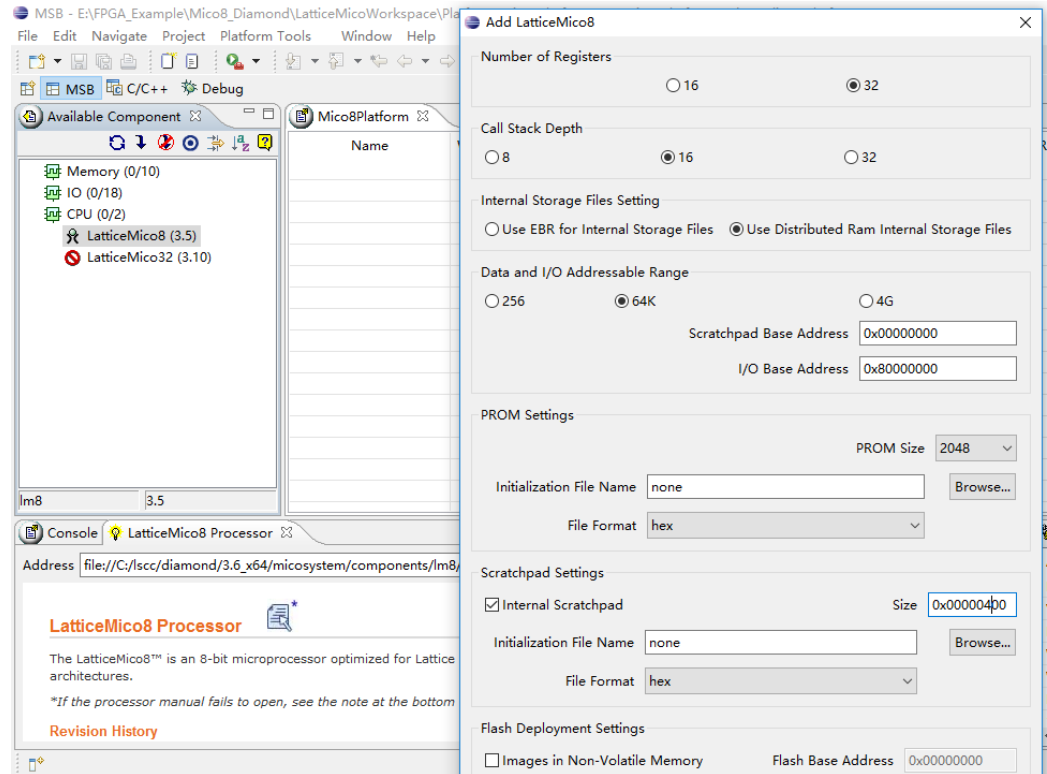 MSB - E:\FPGA_Example\Mico8_Diamond\LatticeMicoWorkspace\Pla
File Edit Navigate Project Platform Tools Window Help
MSB C/C++ Debug
Available Component
Mico8Platform
Name
Memory (0/10)
IO (0/18)
CPU (0/2)
LatticeMico8 (3.5)
LatticeMico32 (3.10)
lm8 3.5
Console LatticeMico8 Processor
Address file://C:/lscc/diamond/3.6_x64/micosystem/components/lm8/
LatticeMico8 Processor *
The LatticeMico8™ is an 8-bit microprocessor optimized for Lattice
architectures.
*If the processor manual fails to open, see the note at the bottom
Revision History
Add LatticeMico8
Number of Registers
16 32
Call Stack Depth
8 16 32
Internal Storage Files Setting
Use EBR for Internal Storage Files Use Distributed Ram Internal Storage Files
Data and I/O Addressable Range
256 64K 4G
Scratchpad Base Address 0x00000000
I/O Base Address 0x80000000
PROM Settings
PROM Size 2048
Initialization File Name none Browse...
File Format hex
Scratchpad Settings
Internal Scratchpad Size 0x00000400
Initialization File Name none Browse...
File Format hex
Flash Deployment Settings
Images in Non-Volatile Memory Flash Base Address 0x00000000